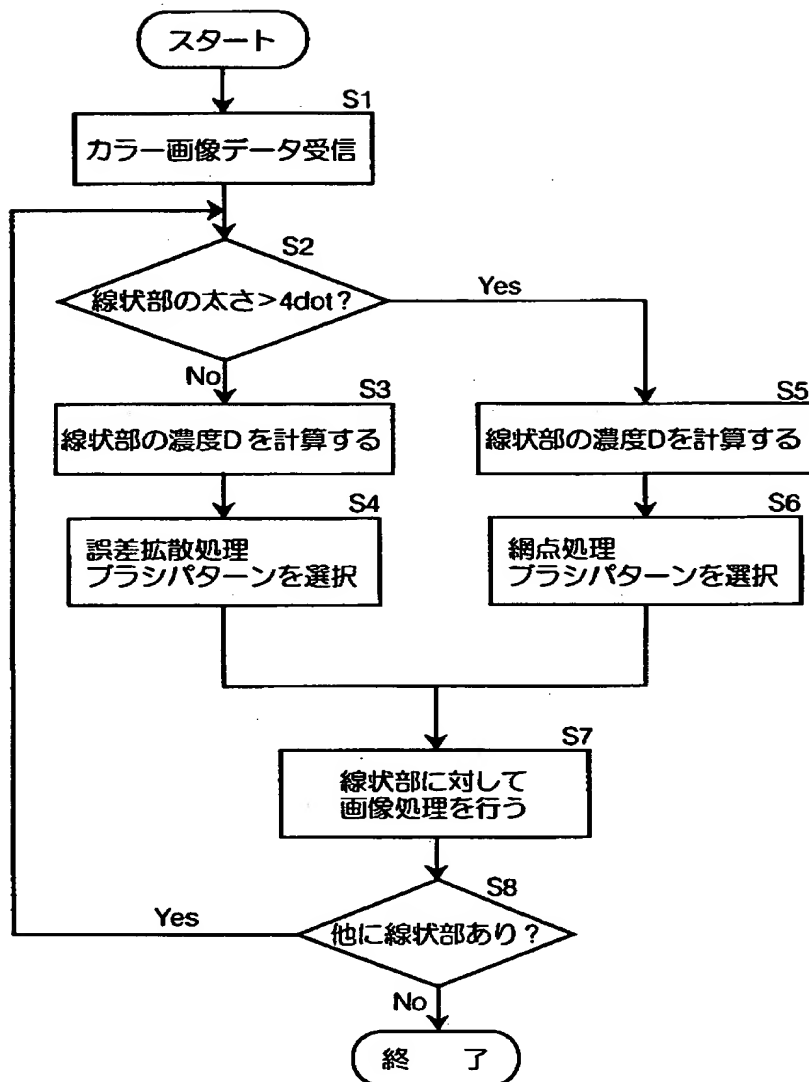 スタート
S1
カラー画像データ受信
S2
線状部の太さ>4dot?
Yes
No
S3
線状部の濃度Dを計算する
S5
線状部の濃度Dを計算する
S4
誤差拡散処理
ブラシパターンを選択
S6
網点処理
ブラシパターンを選択
S7
線状部に対して
画像処理を行う
S8
他に線状部あり?
Yes
No
終 了